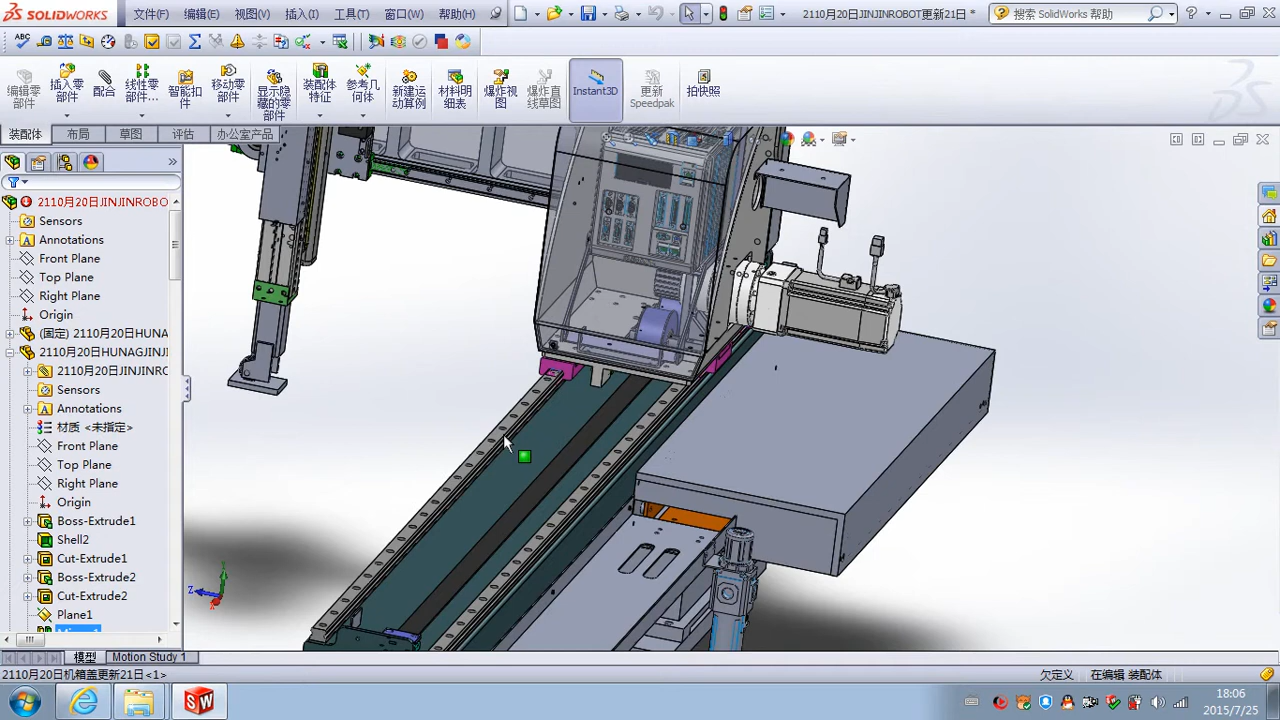 SOLIDWORKS 文件(F) 编辑(E) 视图(V) 插入(I) 工具(T) 窗口(W) 帮助(H) 2110月20日JINJINROBOT更新21日 * 搜索 SolidWorks 帮助
编辑零部件
插入零部件
配合
线性零部件...
智能扣件
移动零部件
显示隐藏的零部件
装配体特征
参考几何体
新建运动算例
材料明细表
爆炸视图
爆炸直线草图
Instant3D
更新 Speedpak
拍快照
装配体 布局 草图 评估 办公室产品
2110月20日JINJINROBO
Sensors
Annotations
Front Plane
Top Plane
Right Plane
Origin
(固定) 2110月20日HUNA
2110月20日HUNAGJINJI
2110月20日JINJINRC
Sensors
Annotations
材质 <未指定>
Front Plane
Top Plane
Right Plane
Origin
Boss-Extrude1
Shell2
Cut-Extrude1
Boss-Extrude2
Cut-Extrude2
Plane1
模型 Motion Study 1
2110月20日机箱盖更新21日<1> 欠定义 在编辑 装配体
18:06
2015/7/25